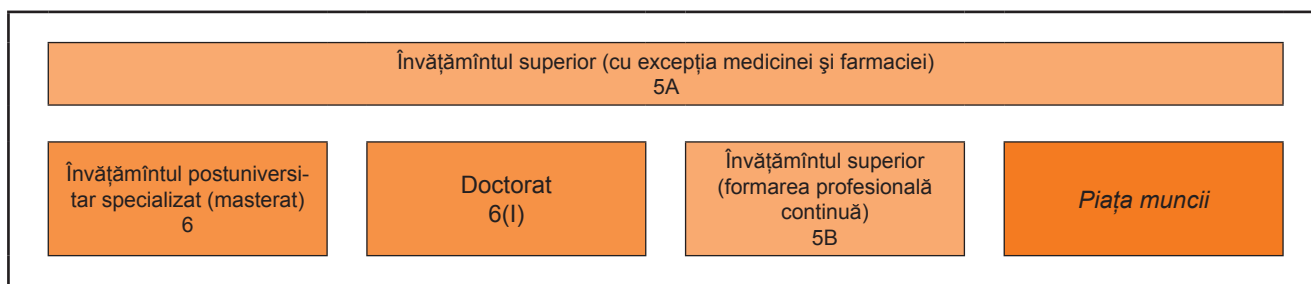 Învățămîntul superior (cu excepția medicinei şi farmaciei)
5A
Învățămîntul postuniversi-
tar specializat (masterat)
6
Doctorat
6(I)
Învățămîntul superior
(formarea profesională
continuă)
5B
Piața muncii